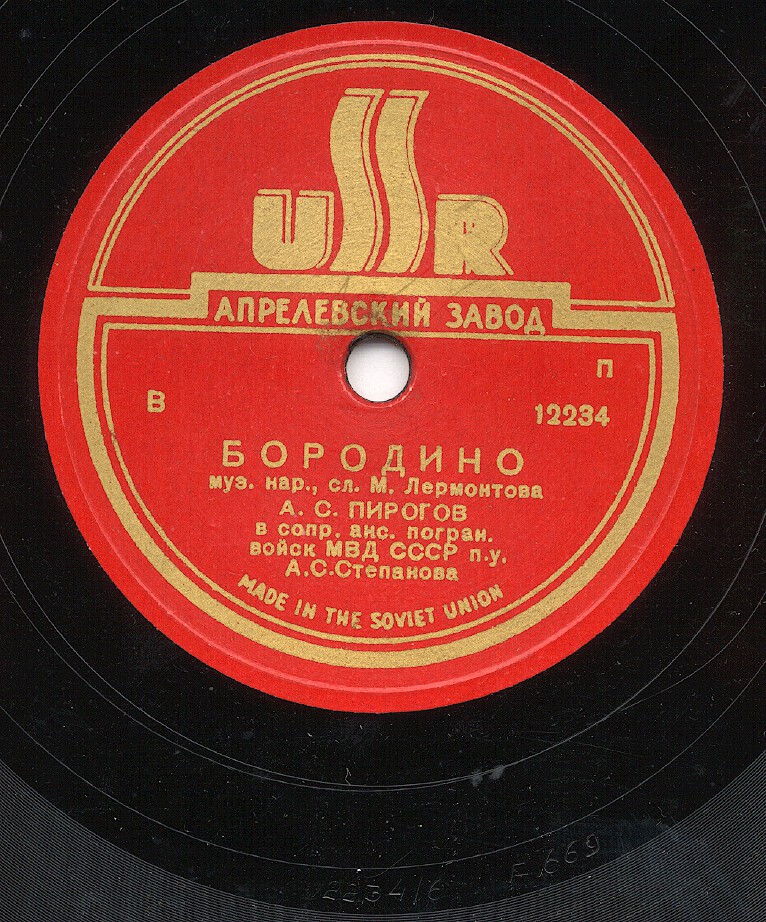 USSR
АПРЕЛЕВСКИЙ ЗАВОД
П
В 12234
БОРОДИНО
муз. нар., сл. М. Лермонтова
А. С. ПИРОГОВ
в сопр. анс. погран.
войск МВД СССР п.у.
А.С.Степанова
MADE IN THE SOVIET UNION
E 669